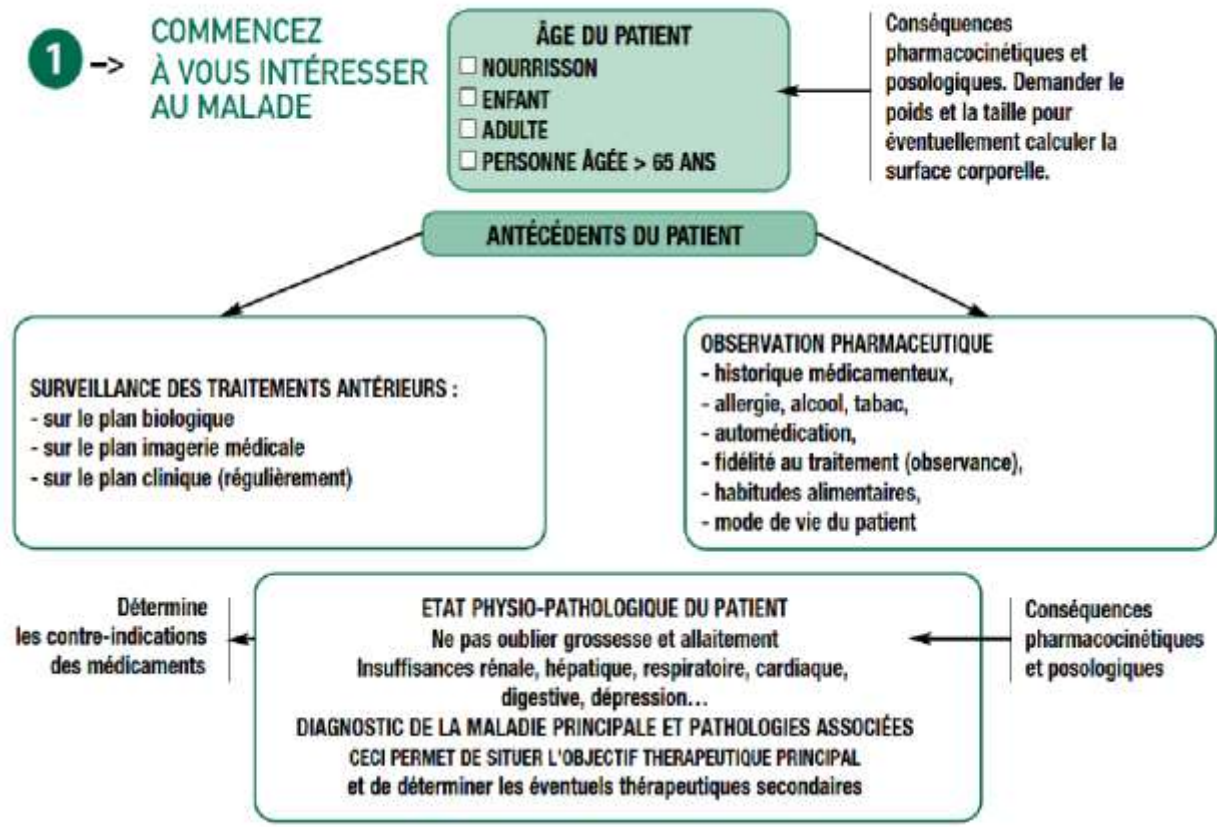 1 -> COMMENCEZ
À VOUS INTÉRESSER
AU MALADE
ÂGE DU PATIENT
NOURRISSON
ENFANT
ADULTE
PERSONNE ÂGÉE > 65 ANS
Conséquences
pharmacocinétiques et
posologiques. Demander le
poids et la taille pour
éventuellement calculer la
surface corporelle.
ANTÉCÉDENTS DU PATIENT
SURVEILLANCE DES TRAITEMENTS ANTÉRIEURS :
- sur le plan biologique
- sur le plan imagerie médicale
- sur le plan clinique (régulièrement)
OBSERVATION PHARMACEUTIQUE
- historique médicamenteux,
- allergie, alcool, tabac,
- automédication,
- fidélité au traitement (observance),
- habitudes alimentaires,
- mode de vie du patient
Détermine
les contre-indications
des médicaments
ETAT PHYSIO-PATHOLOGIQUE DU PATIENT
Ne pas oublier grossesse et allaitement
Insuffisances rénale, hépatique, respiratoire, cardiaque,
digestive, dépression...
DIAGNOSTIC DE LA MALADIE PRINCIPALE ET PATHOLOGIES ASSOCIÉES
CECI PERMET DE SITUER L'OBJECTIF THERAPEUTIQUE PRINCIPAL
et de déterminer les éventuels thérapeutiques secondaires
Conséquences
pharmacocinétiques
et posologiques